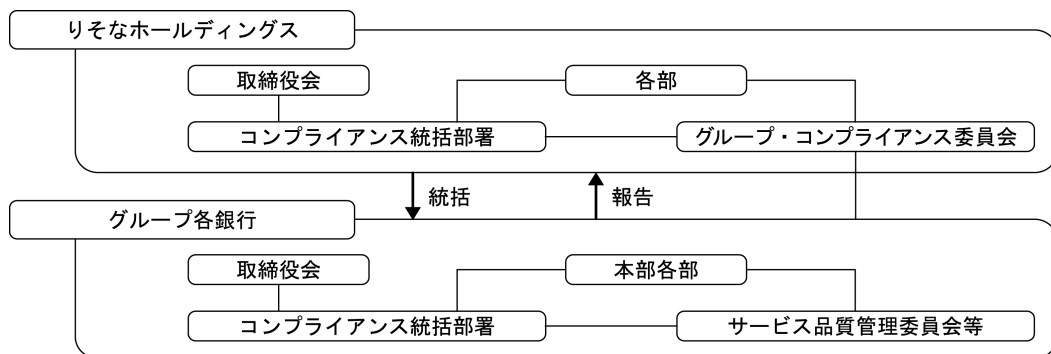 りそなホールディングス
取締役会
各部
コンプライアンス統括部署
グループ・コンプライアンス委員会
統括
報告
グループ各銀行
取締役会
本部各部
コンプライアンス統括部署
サービス品質管理委員会等